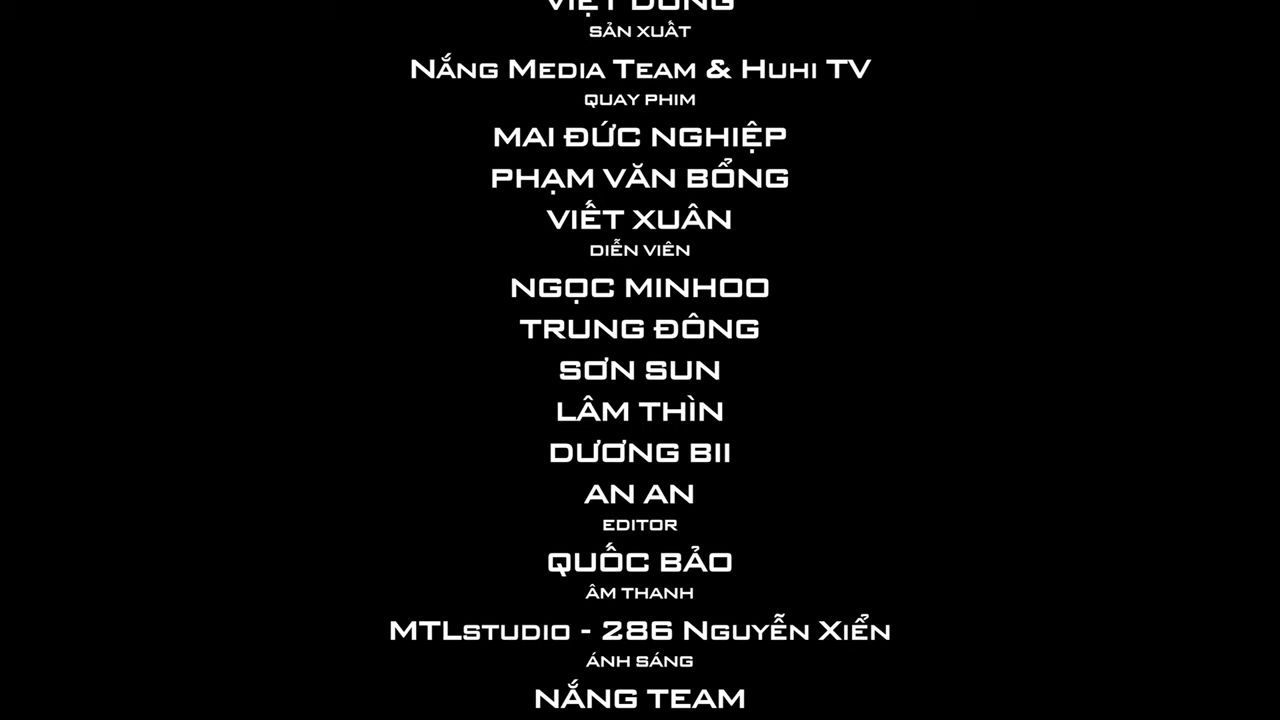 VIỆT DŨNG
SẢN XUẤT
NẮNG MEDIA TEAM & HUHI TV
QUAY PHIM
MAI ĐỨC NGHIỆP
PHẠM VĂN BỔNG
VIẾT XUÂN
DIỄN VIÊN
NGỌC MINHOO
TRUNG ĐÔNG
SƠN SUN
LÂM THÌN
DƯƠNG BII
AN AN
EDITOR
QUỐC BẢO
ÂM THANH
MTLSTUDIO - 286 NGUYỄN XIỂN
ÁNH SÁNG
NẮNG TEAM